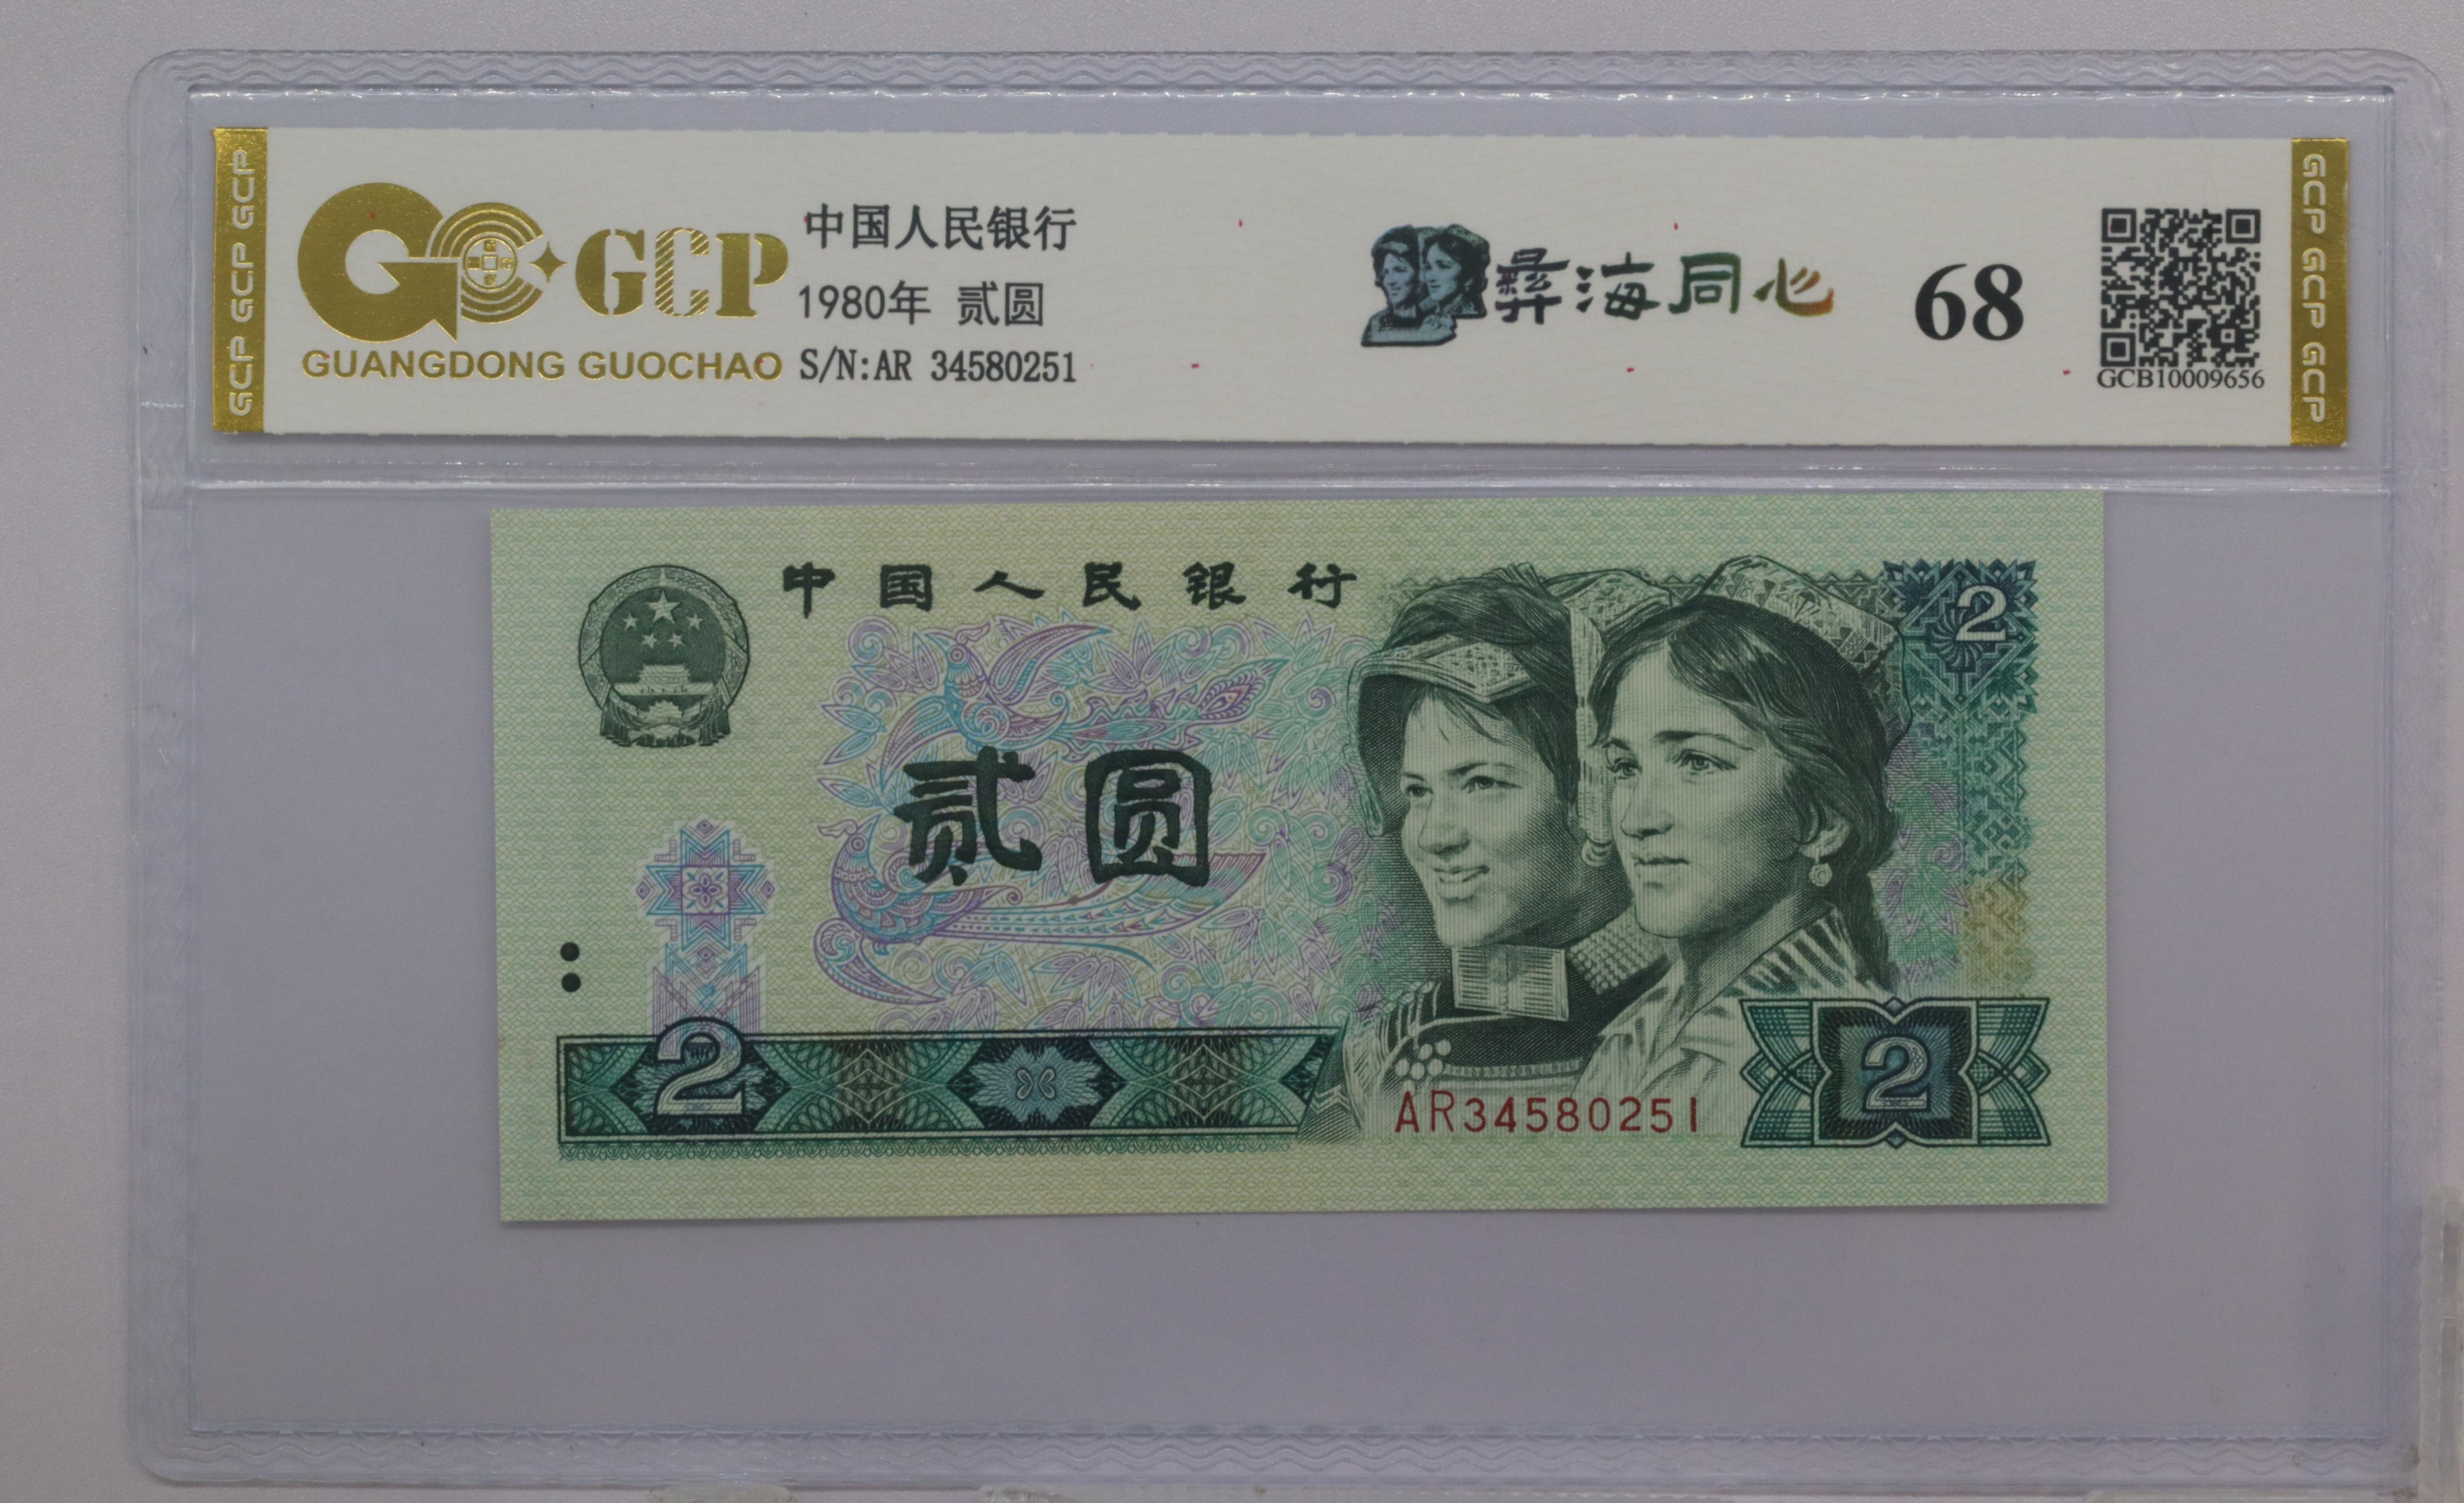 GCP GCP GCP
GCP
GUANGDONG GUOCHAO
中国人民银行
1980年 贰圆
S/N:AR 34580251
彝海同心
68
GCB10009656
GCP GCP GCP
中国人民银行
2
贰圆
2
AR34580251
2